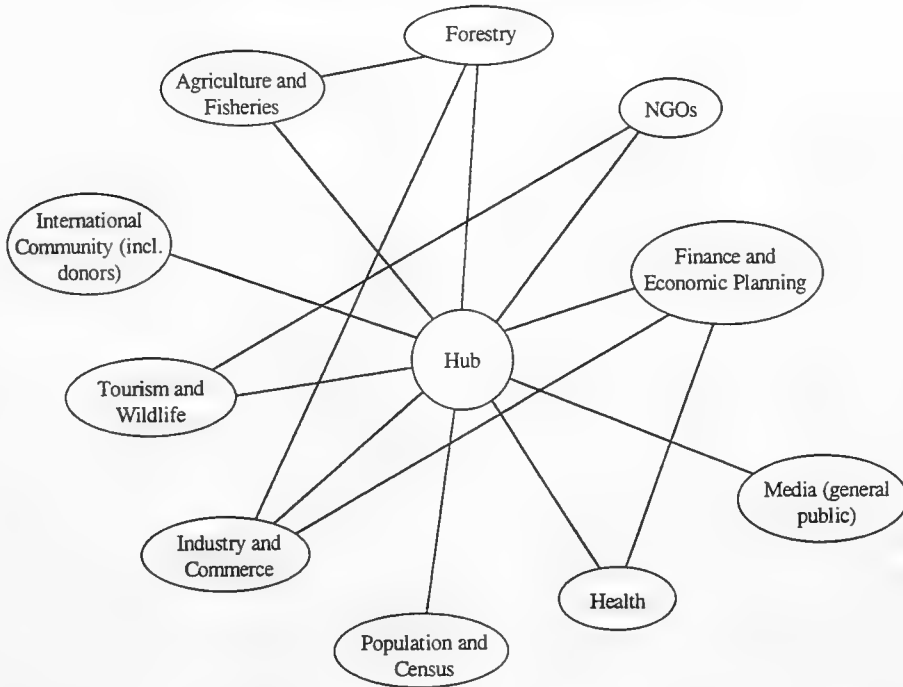 Forestry
Agriculture and
Fisheries
NGOs
International
Community (incl.
donors)
Finance and
Economic Planning
Hub
Tourism and
Wildlife
Media (general
public)
Industry and
Commerce
Health
Population and
Census